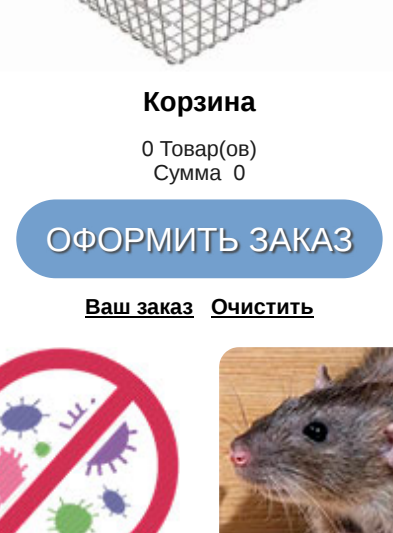 Корзина
0 Товар(ов)
Сумма 0
ОФОРМИТЬ ЗАКАЗ
Ваш заказ Очистить